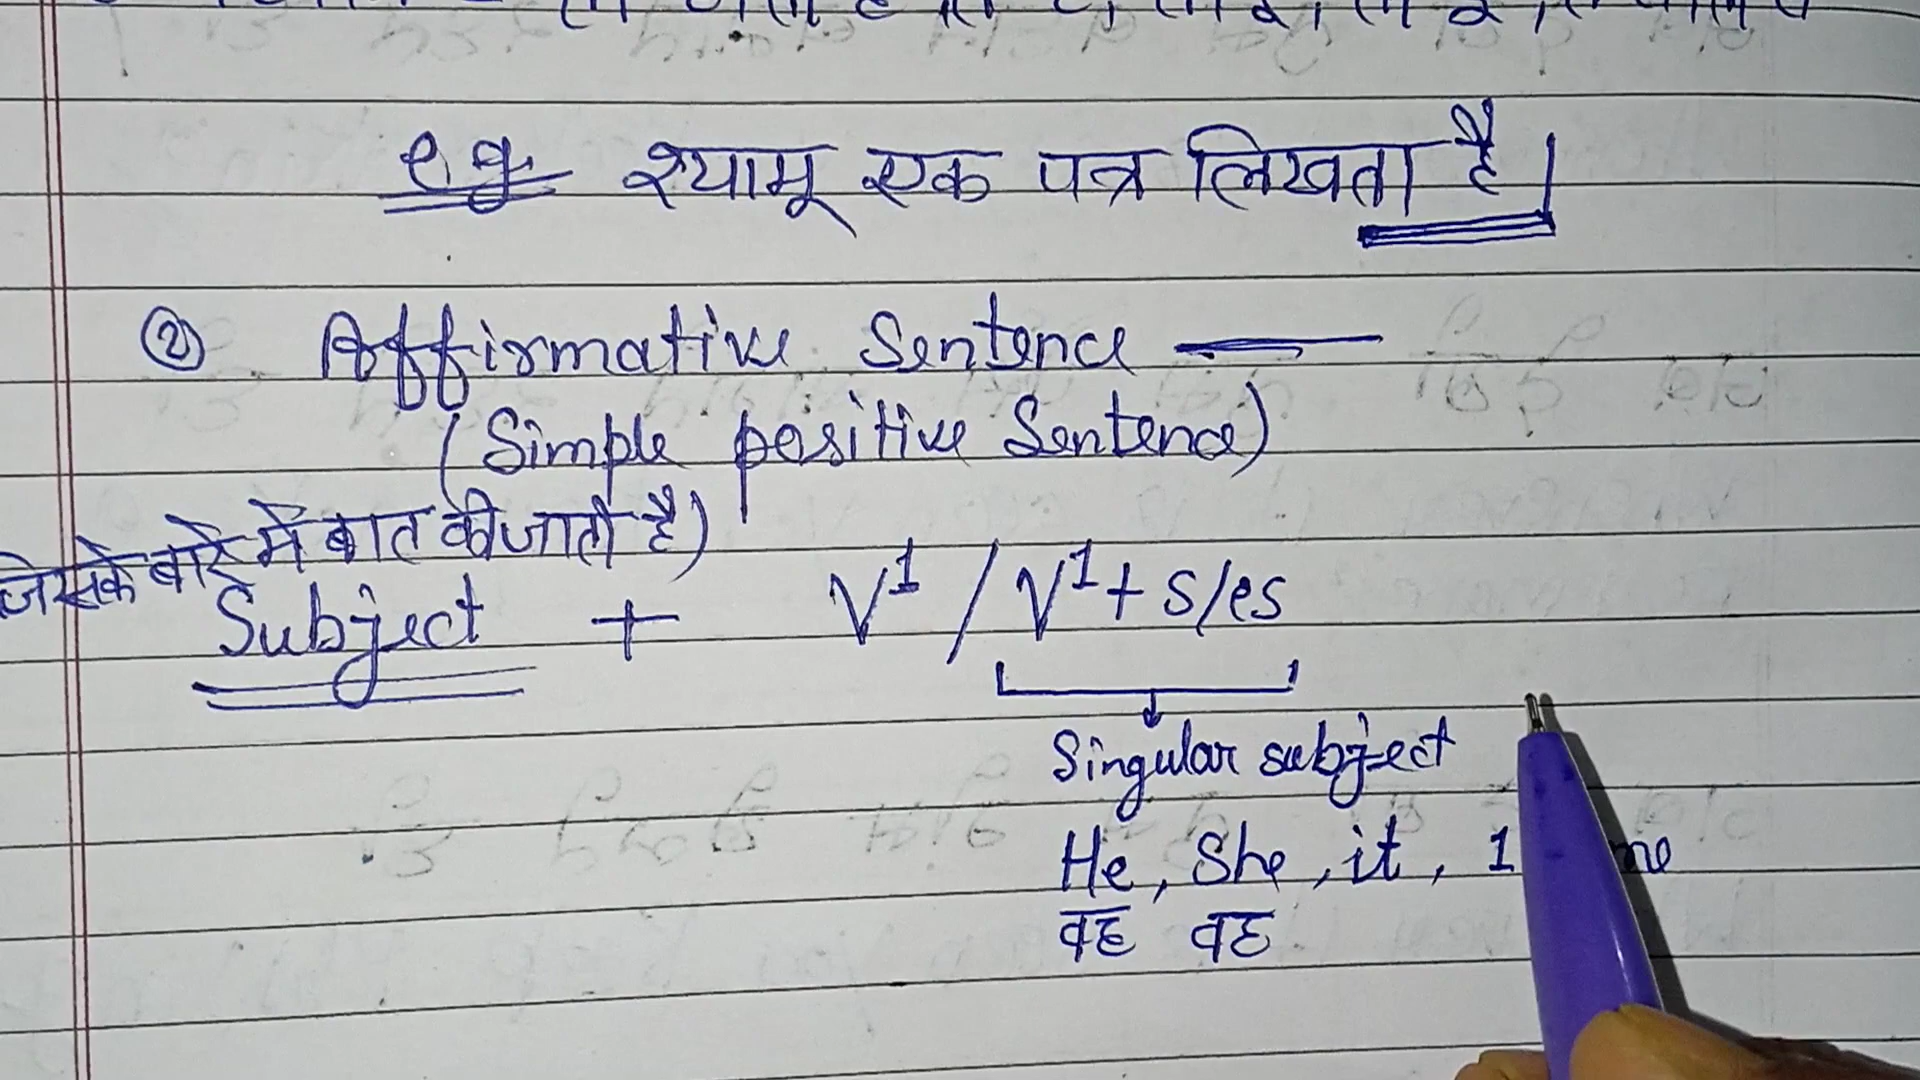 e.g. श्यामू एक पत्र लिखता है।
② Affirmative Sentence —
(Simple positive Sentence)
जिसके बारे में बात की जाती है)
Subject + V¹ / V¹ + s/es
Singular subject
He, She, it, 1
वह वह